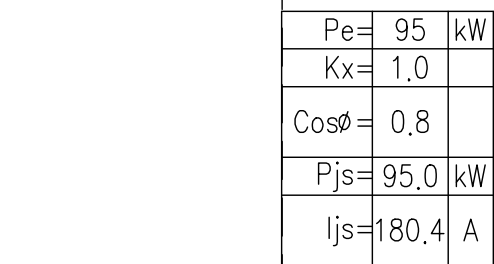 Pe= 95 kW
Kx= 1.0
Cosø= 0.8
Pjs= 95.0 kW
Ijs= 180.4 A